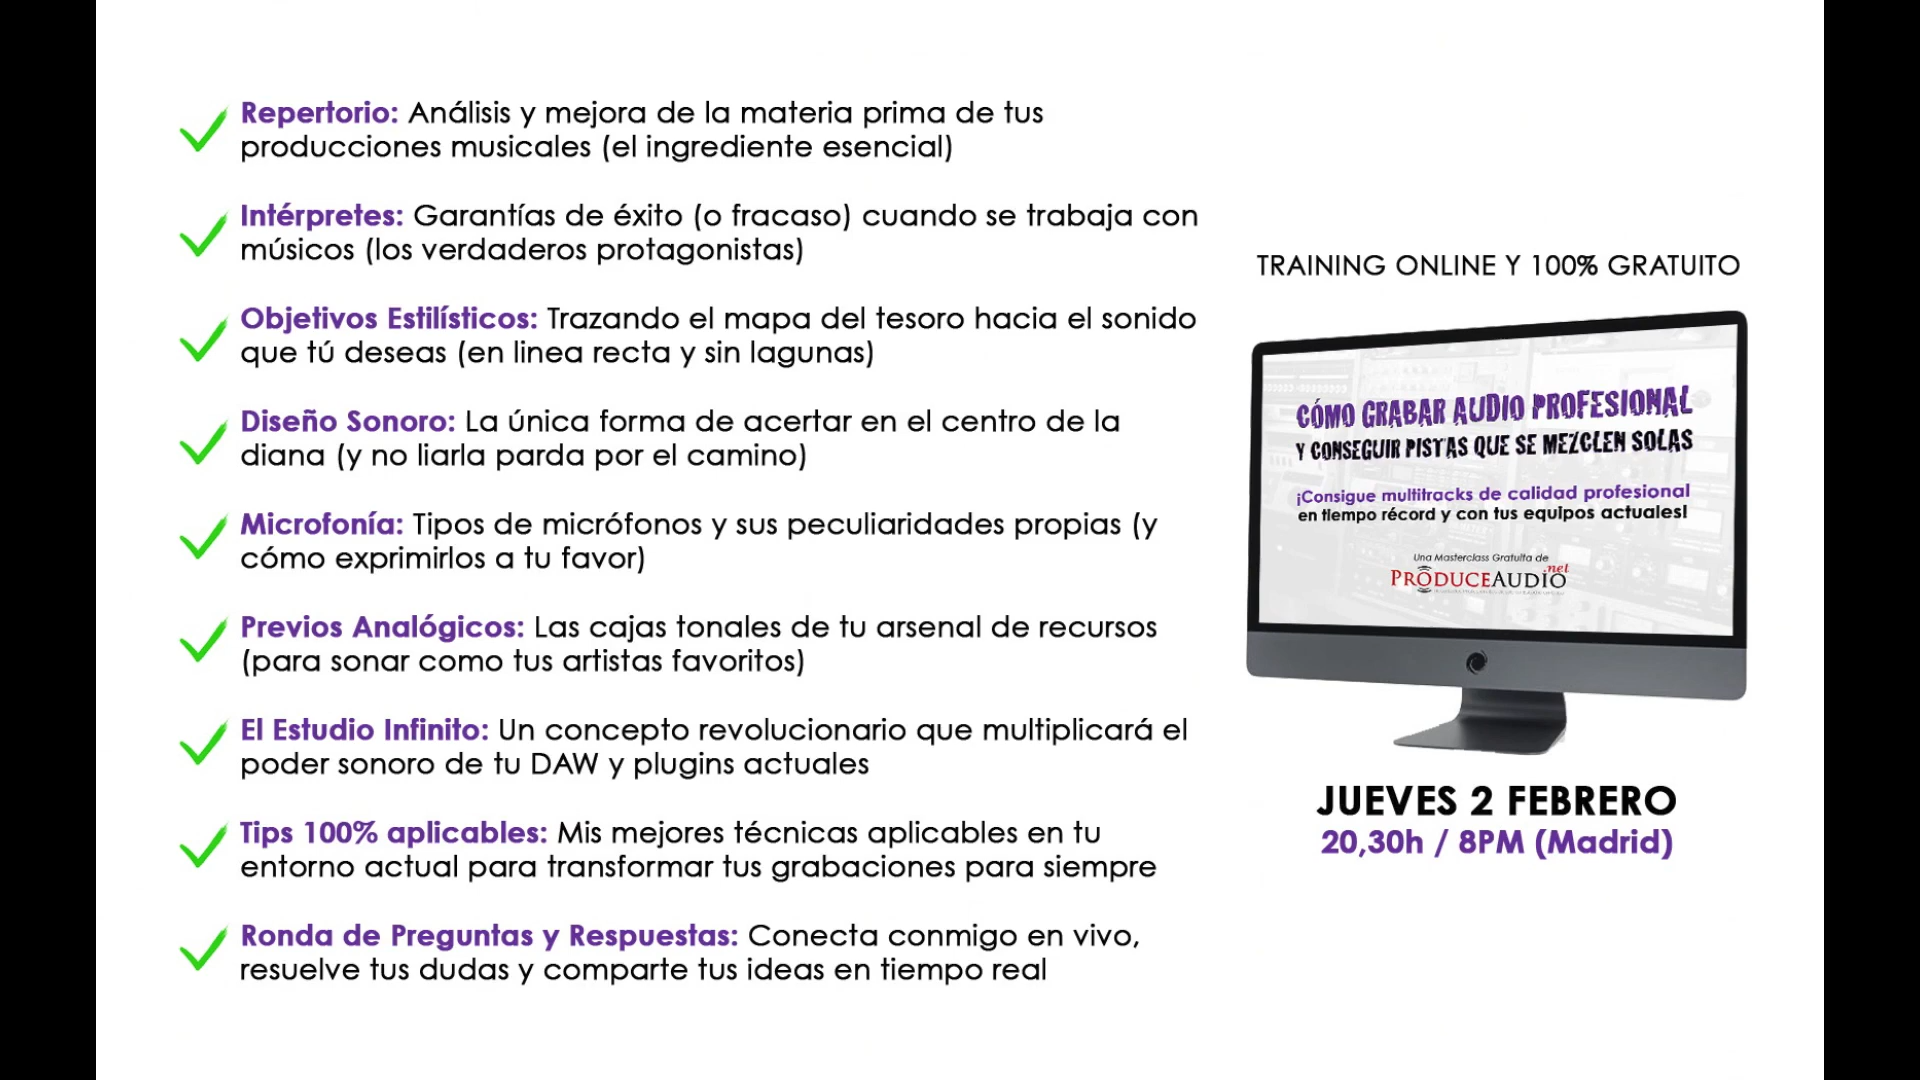 Repertorio: Análisis y mejora de la materia prima de tus
producciones musicales (el ingrediente esencial)
Intérpretes: Garantías de éxito (o fracaso) cuando se trabaja con
músicos (los verdaderos protagonistas)
Objetivos Estilísticos: Trazando el mapa del tesoro hacia el sonido
que tú deseas (en linea recta y sin lagunas)
Diseño Sonoro: La única forma de acertar en el centro de la
diana (y no liarla parda por el camino)
Microfonía: Tipos de micrófonos y sus peculiaridades propias (y
cómo exprimirlos a tu favor)
Previos Analógicos: Las cajas tonales de tu arsenal de recursos
(para sonar como tus artistas favoritos)
El Estudio Infinito: Un concepto revolucionario que multiplicará el
poder sonoro de tu DAW y plugins actuales
Tips 100% aplicables: Mis mejores técnicas aplicables en tu
entorno actual para transformar tus grabaciones para siempre
Ronda de Preguntas y Respuestas: Conecta conmigo en vivo,
resuelve tus dudas y comparte tus ideas en tiempo real
TRAINING ONLINE Y 100% GRATUITO
CÓMO GRABAR AUDIO PROFESIONAL
Y CONSEGUIR PISTAS QUE SE MEZCLEN SOLAS
¡Consigue multitracks de calidad profesional
en tiempo récord y con tus equipos actuales!
Una Masterclass Gratuita de
PRODUCEAUDIO.net
JUEVES 2 FEBRERO
20,30h / 8PM (Madrid)